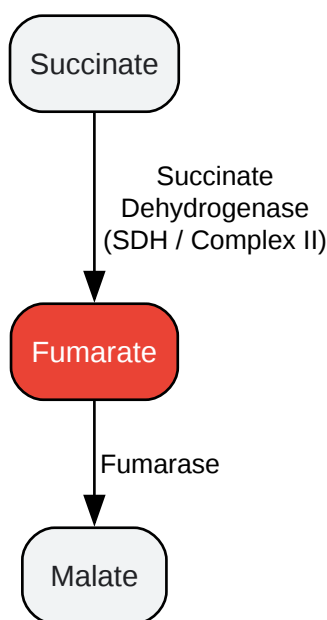 Succinate
Succinate
Dehydrogenase
(SDH / Complex II)
Fumarate
Fumarase
Malate